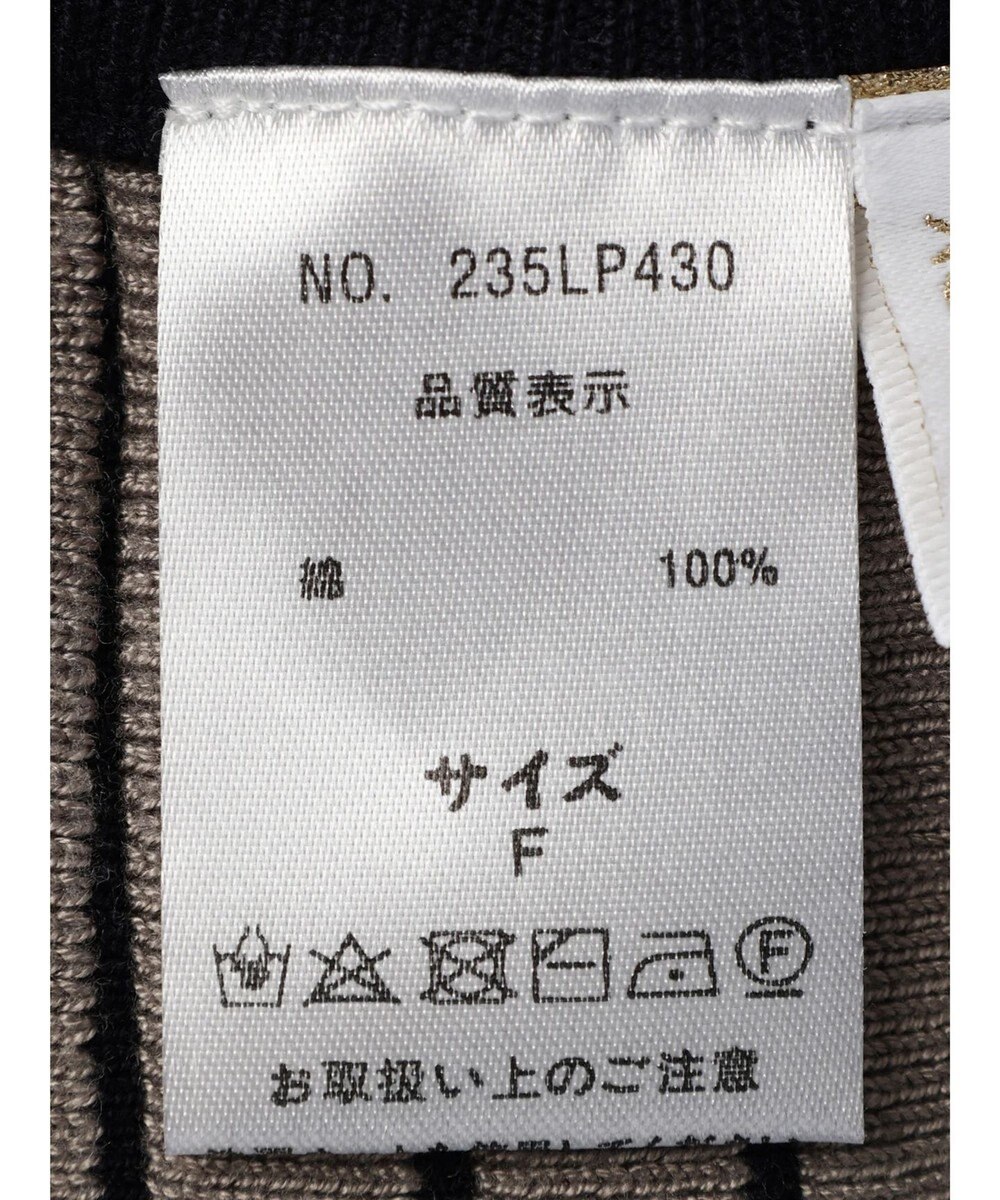 NO. 235LP430
品質表示
綿 100%
サイズ
F
F
お取扱い上のご注意